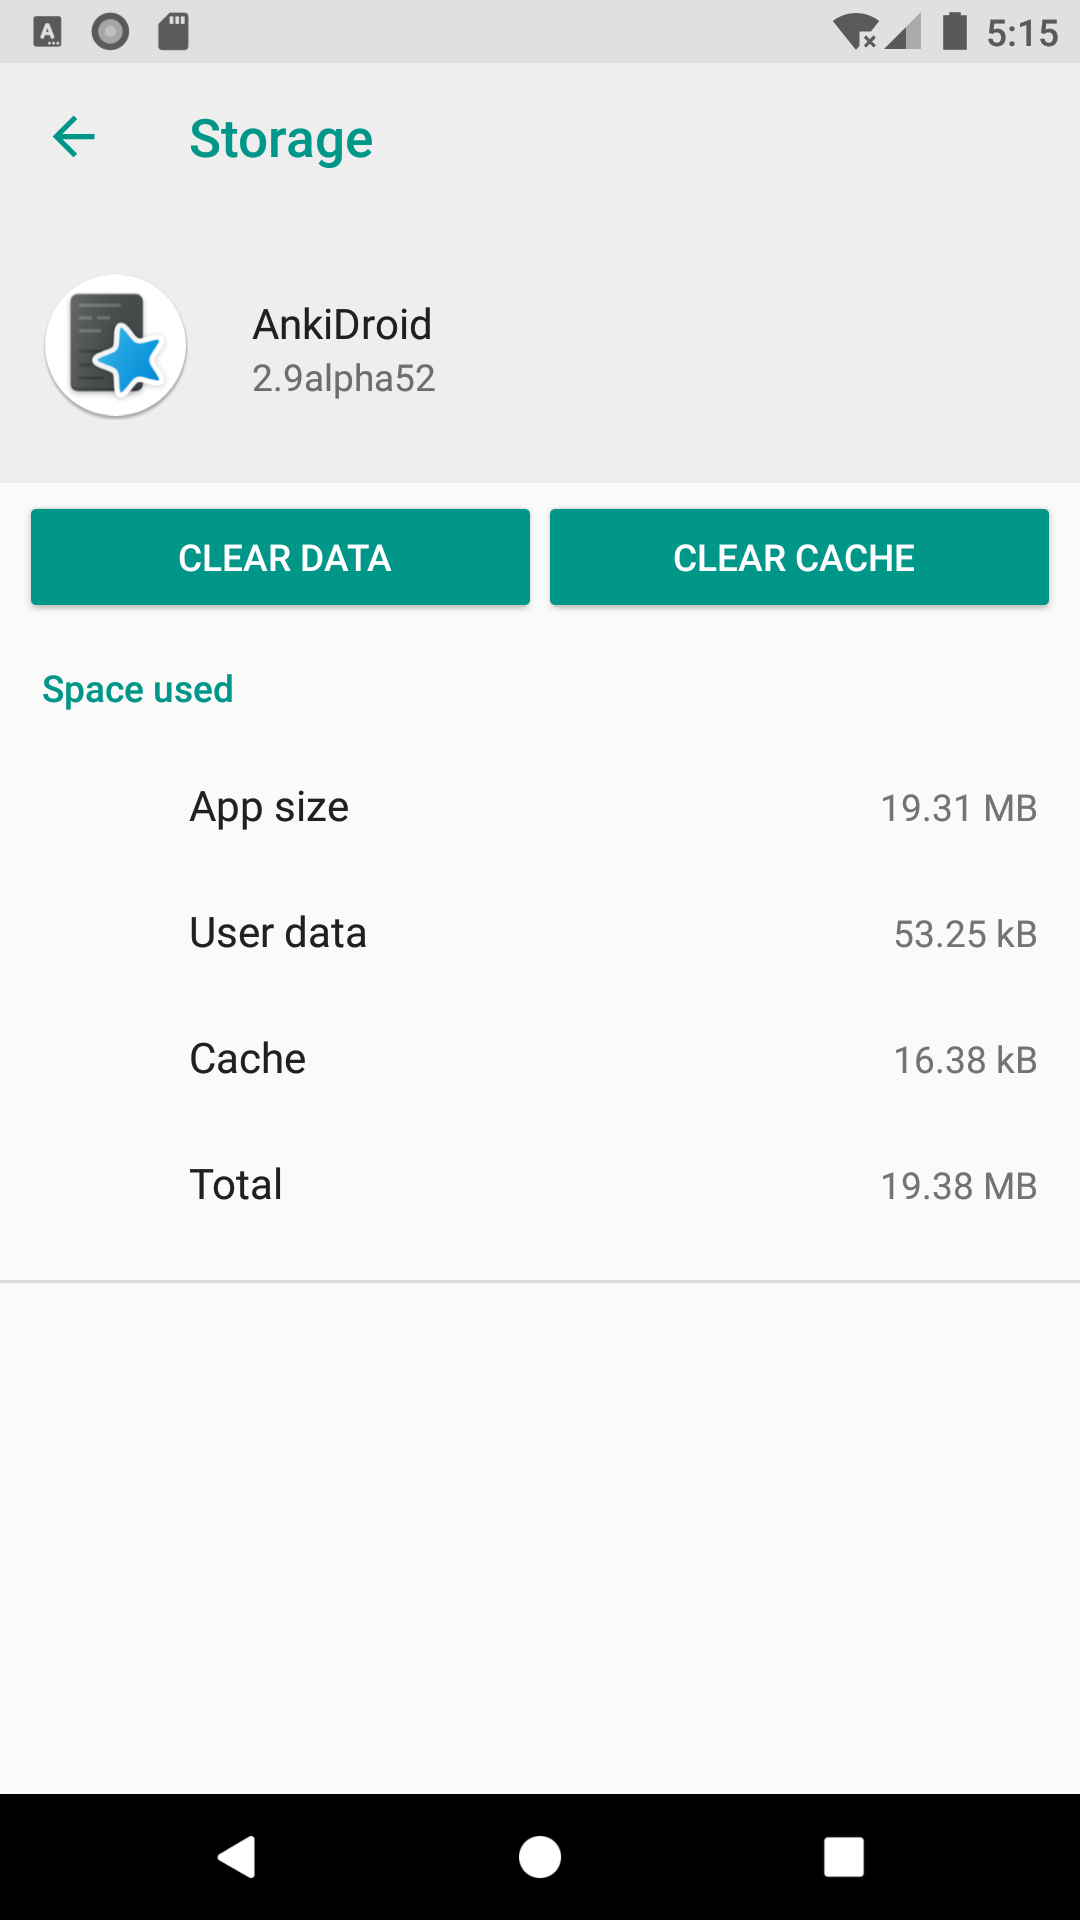 5:15
Storage
AnkiDroid
2.9alpha52
CLEAR DATA
CLEAR CACHE
Space used
App size
19.31 MB
User data
53.25 kB
Cache
16.38 kB
Total
19.38 MB